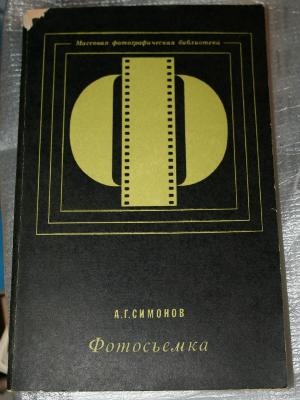 Массовая фотографическая библиотека
А.Г.СИМОНОВ
Фотосъемка